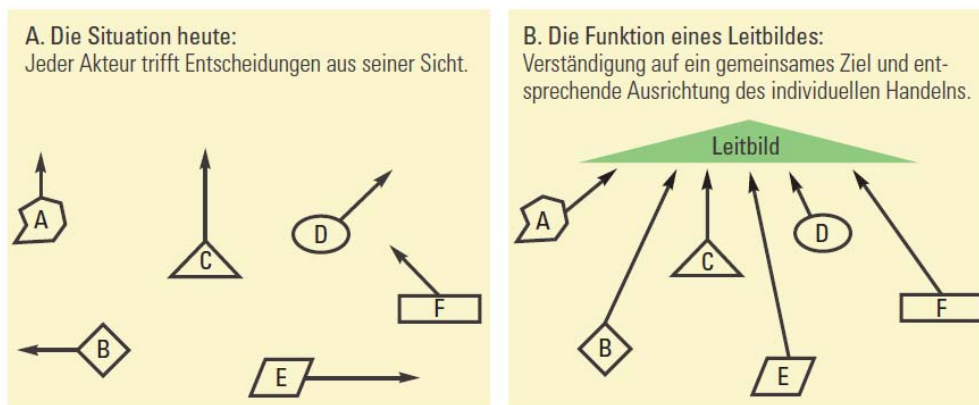 A. Die Situation heute:
Jeder Akteur trifft Entscheidungen aus seiner Sicht.
A
C
D
F
B
E
B. Die Funktion eines Leitbildes:
Verständigung auf ein gemeinsames Ziel und ent-
sprechende Ausrichtung des individuellen Handelns.
Leitbild
A
C
D
F
B
E